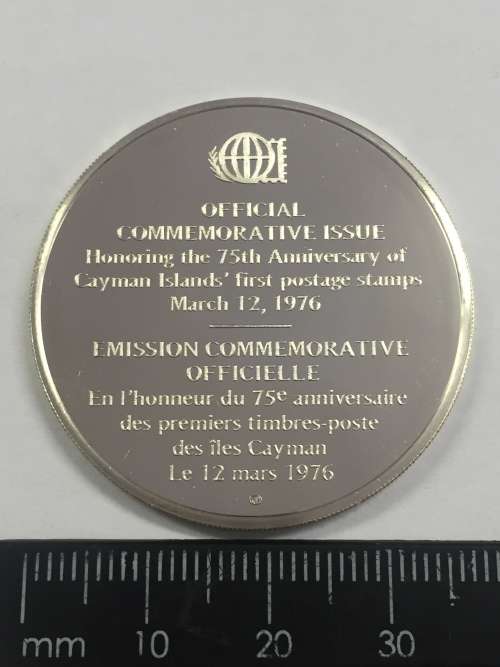 OFFICIAL
COMMEMORATIVE ISSUE
Honoring the 75th Anniversary of
Cayman Islands' first postage stamps
March 12, 1976
EMISSION COMMEMORATIVE
OFFICIELLE
En l'honneur du 75e anniversaire
des premiers timbres-poste
des îles Cayman
Le 12 mars 1976
mm 10 20 30